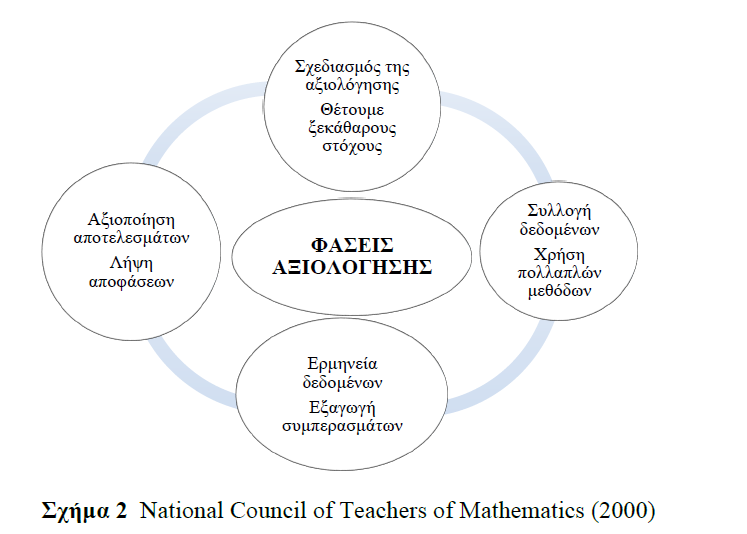 Σχεδιασμός της
αξιολόγησης
Θέτουμε
ξεκάθαρους
στόχους
Συλλογή
δεδομένων
Χρήση
πολλαπλών
μεθόδων
Αξιοποίηση
αποτελεσμάτων
Λήψη
αποφάσεων
ΦΑΣΕΙΣ
ΑΞΙΟΛΟΓΗΣΗΣ
Ερμηνεία
δεδομένων
Εξαγωγή
συμπερασμάτων
Σχήμα 2 National Council of Teachers of Mathematics (2000)